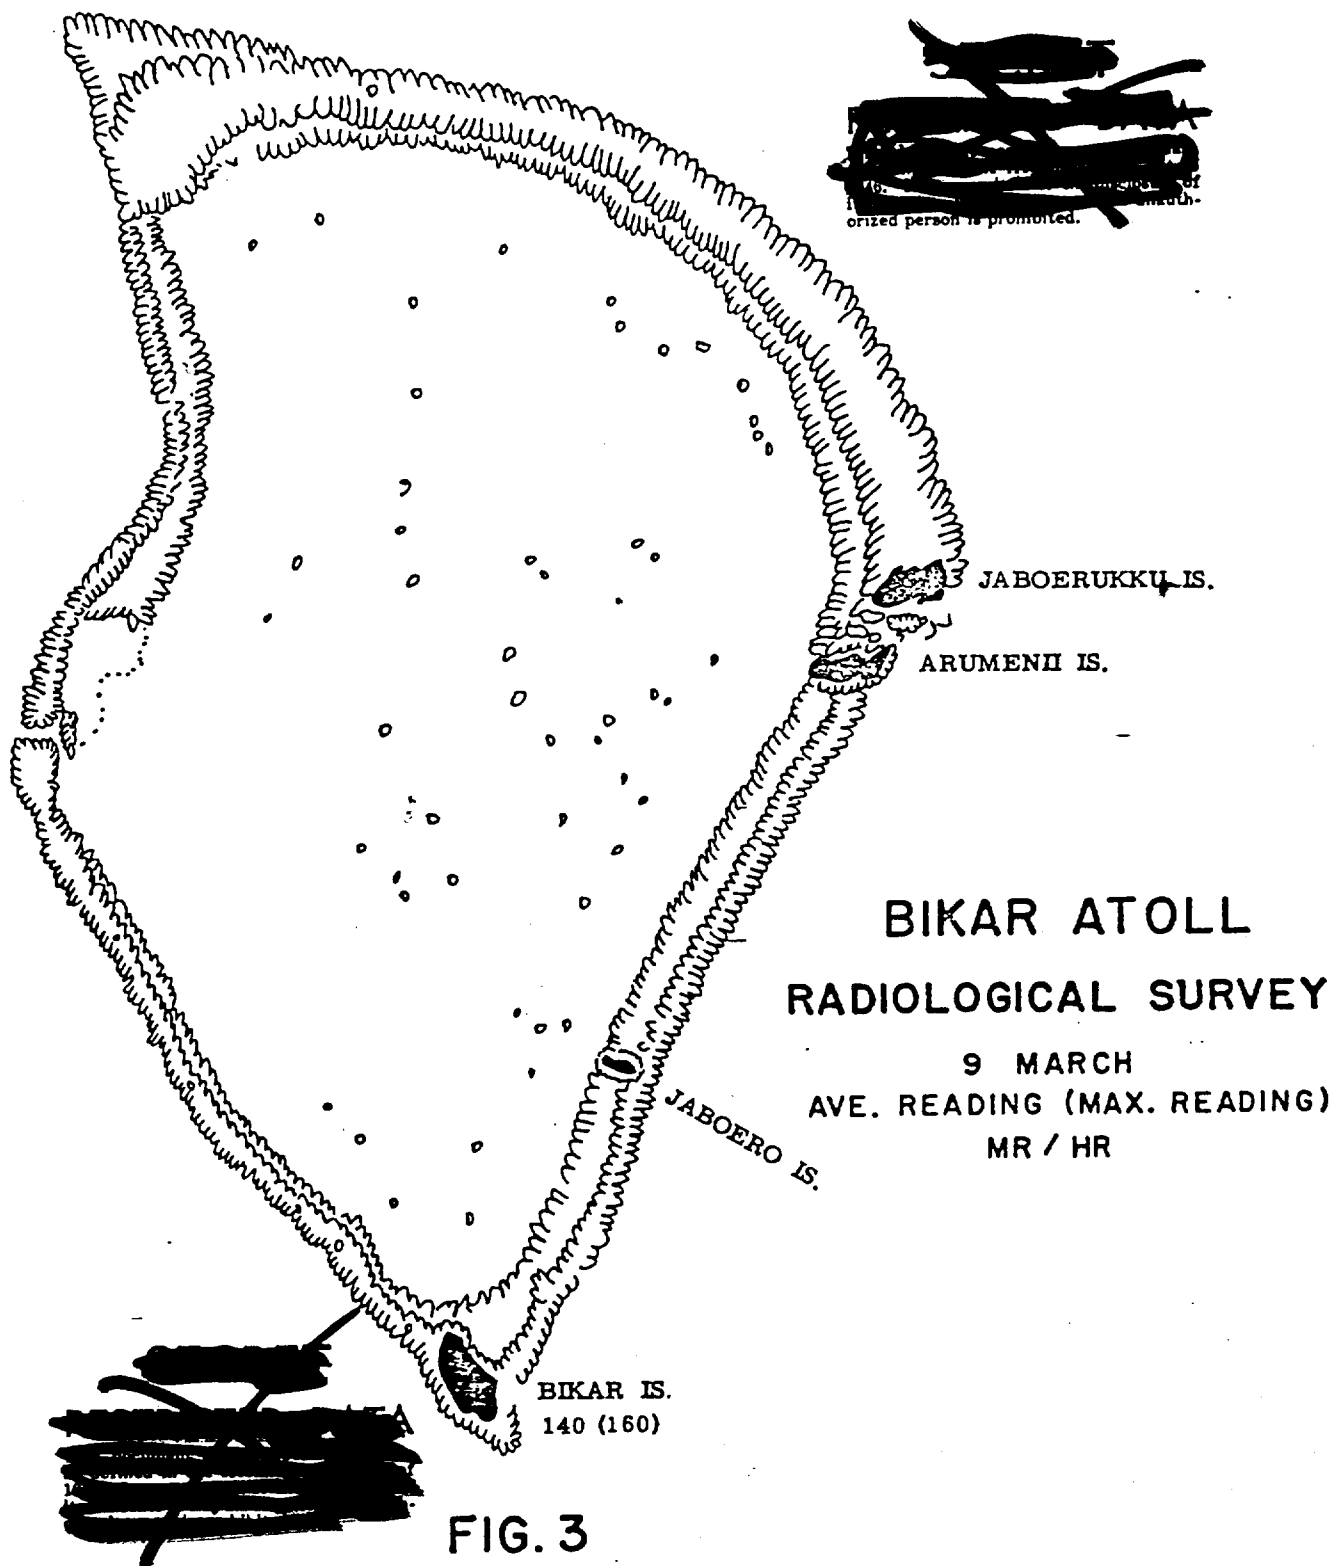 orized person is prohibited.
JABOERUKKU IS.
ARUMENII IS.
BIKAR ATOLL
RADIOLOGICAL SURVEY
9 MARCH
AVE. READING (MAX. READING)
MR / HR
JABOERO IS.
BIKAR IS.
140 (160)
FIG. 3